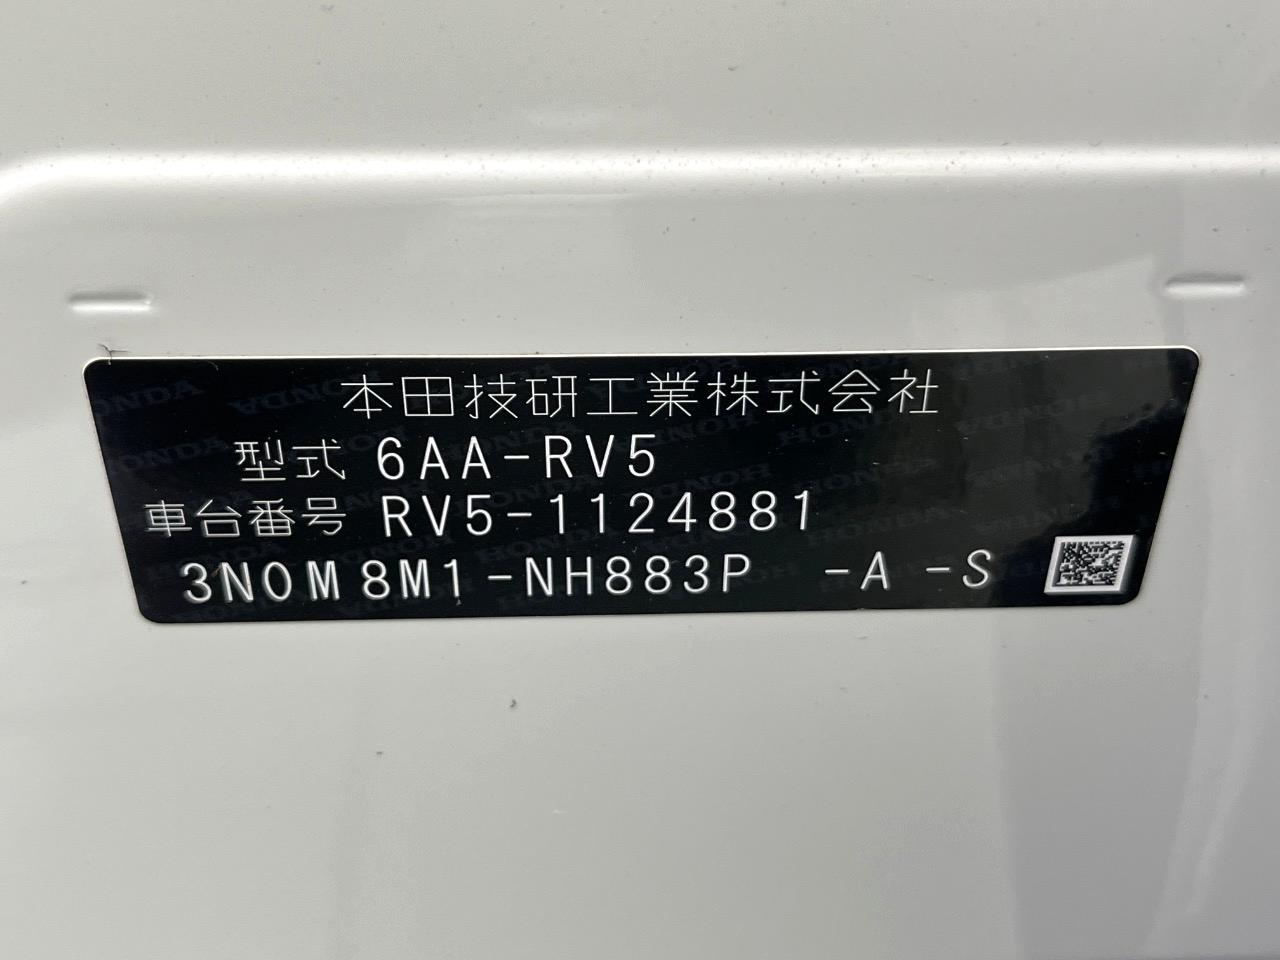 本田技研工業株式会社
型式 6AA-RV5
車台番号 RV5-1124881
3N0M8M1-NH883P -A -S